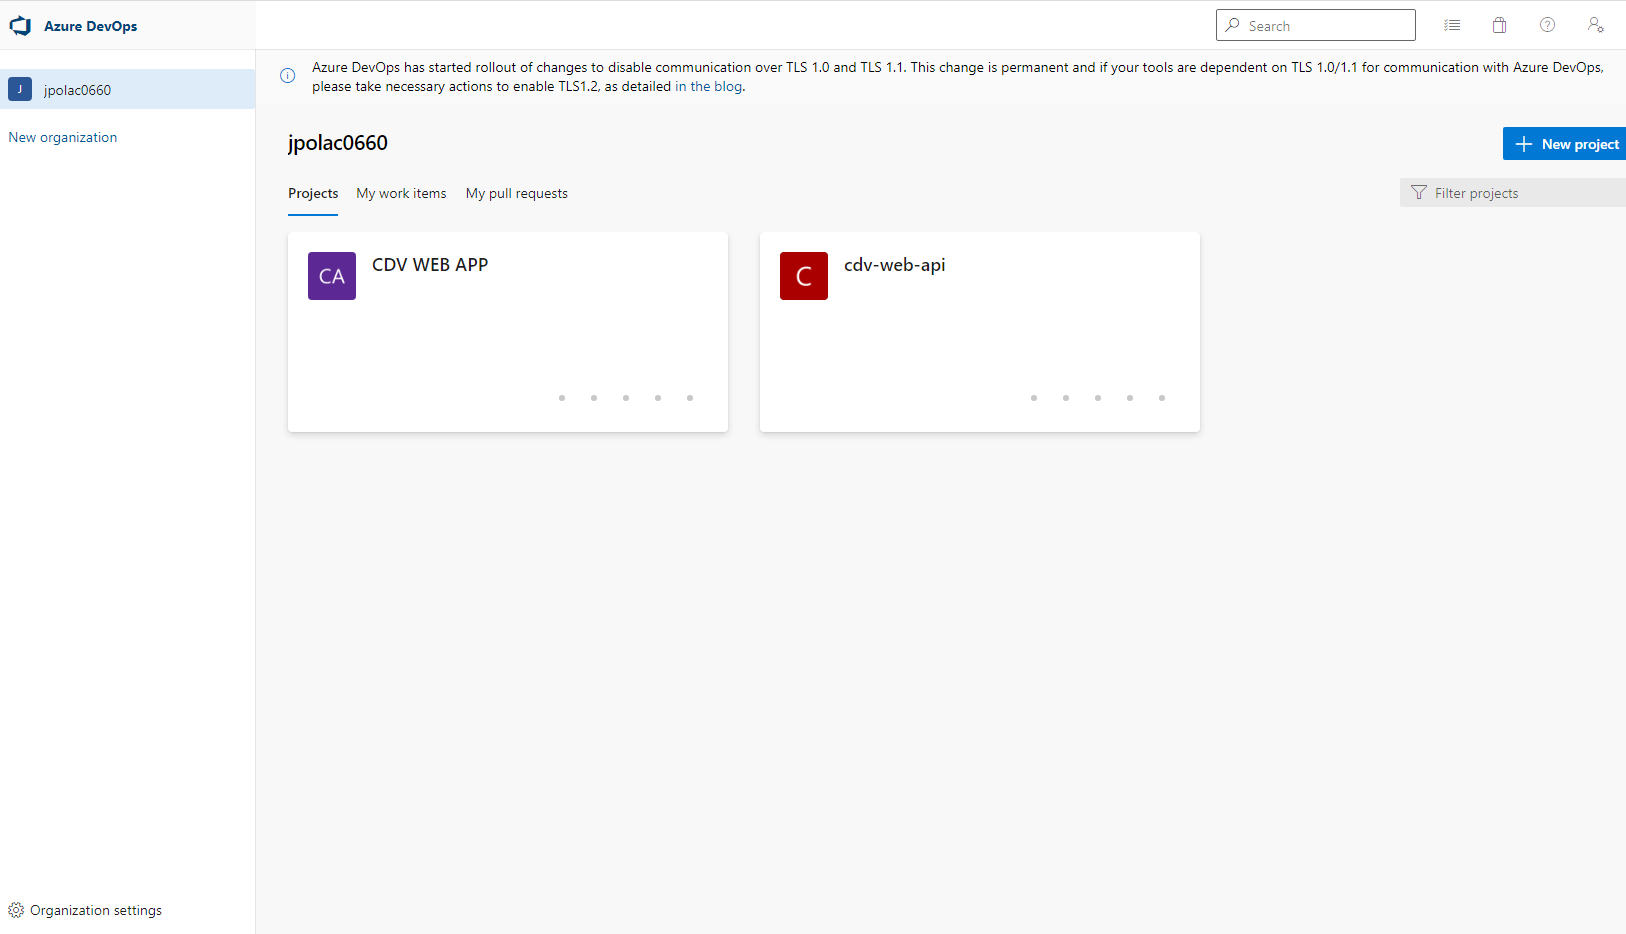 Azure DevOps
Search
J
jpolac0660
New organization
Azure DevOps has started rollout of changes to disable communication over TLS 1.0 and TLS 1.1. This change is permanent and if your tools are dependent on TLS 1.0/1.1 for communication with Azure DevOps,
please take necessary actions to enable TLS1.2, as detailed in the blog.
jpolac0660
New project
Projects My work items My pull requests
Filter projects
CA CDV WEB APP
C cdv-web-api
Organization settings